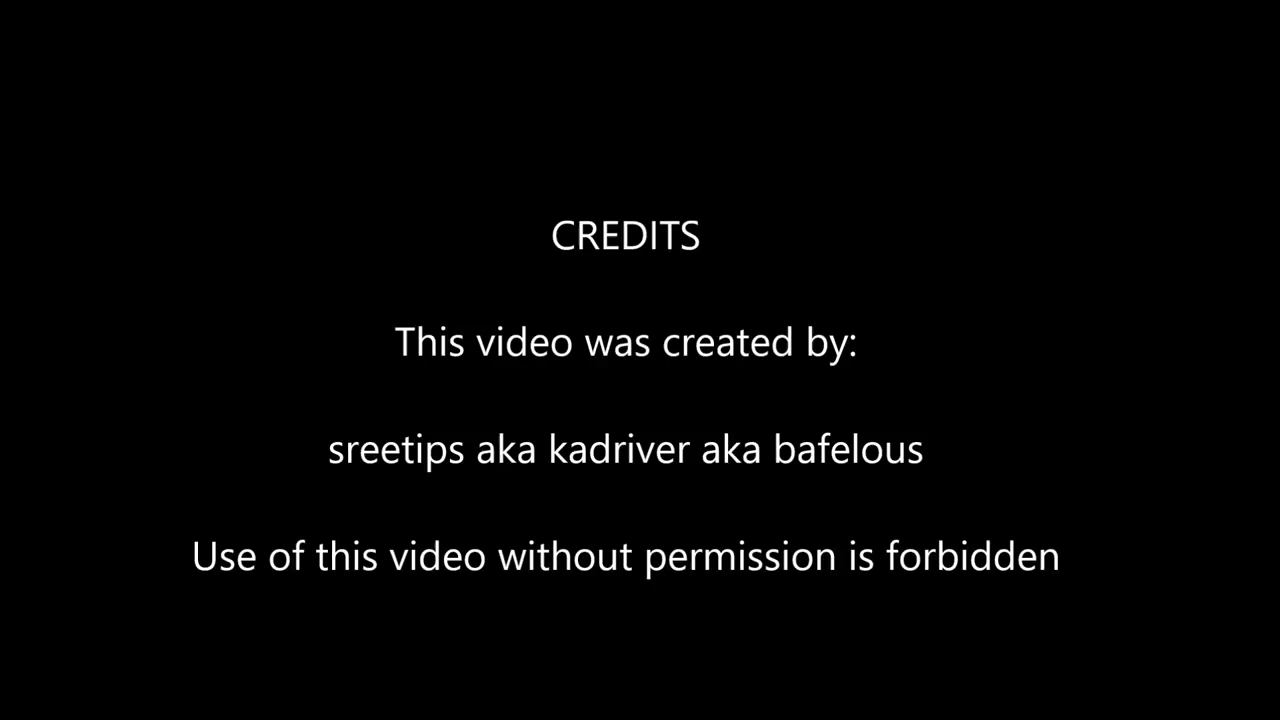 CREDITS
This video was created by:
sreetips aka kadriver aka bafelous
Use of this video without permission is forbidden